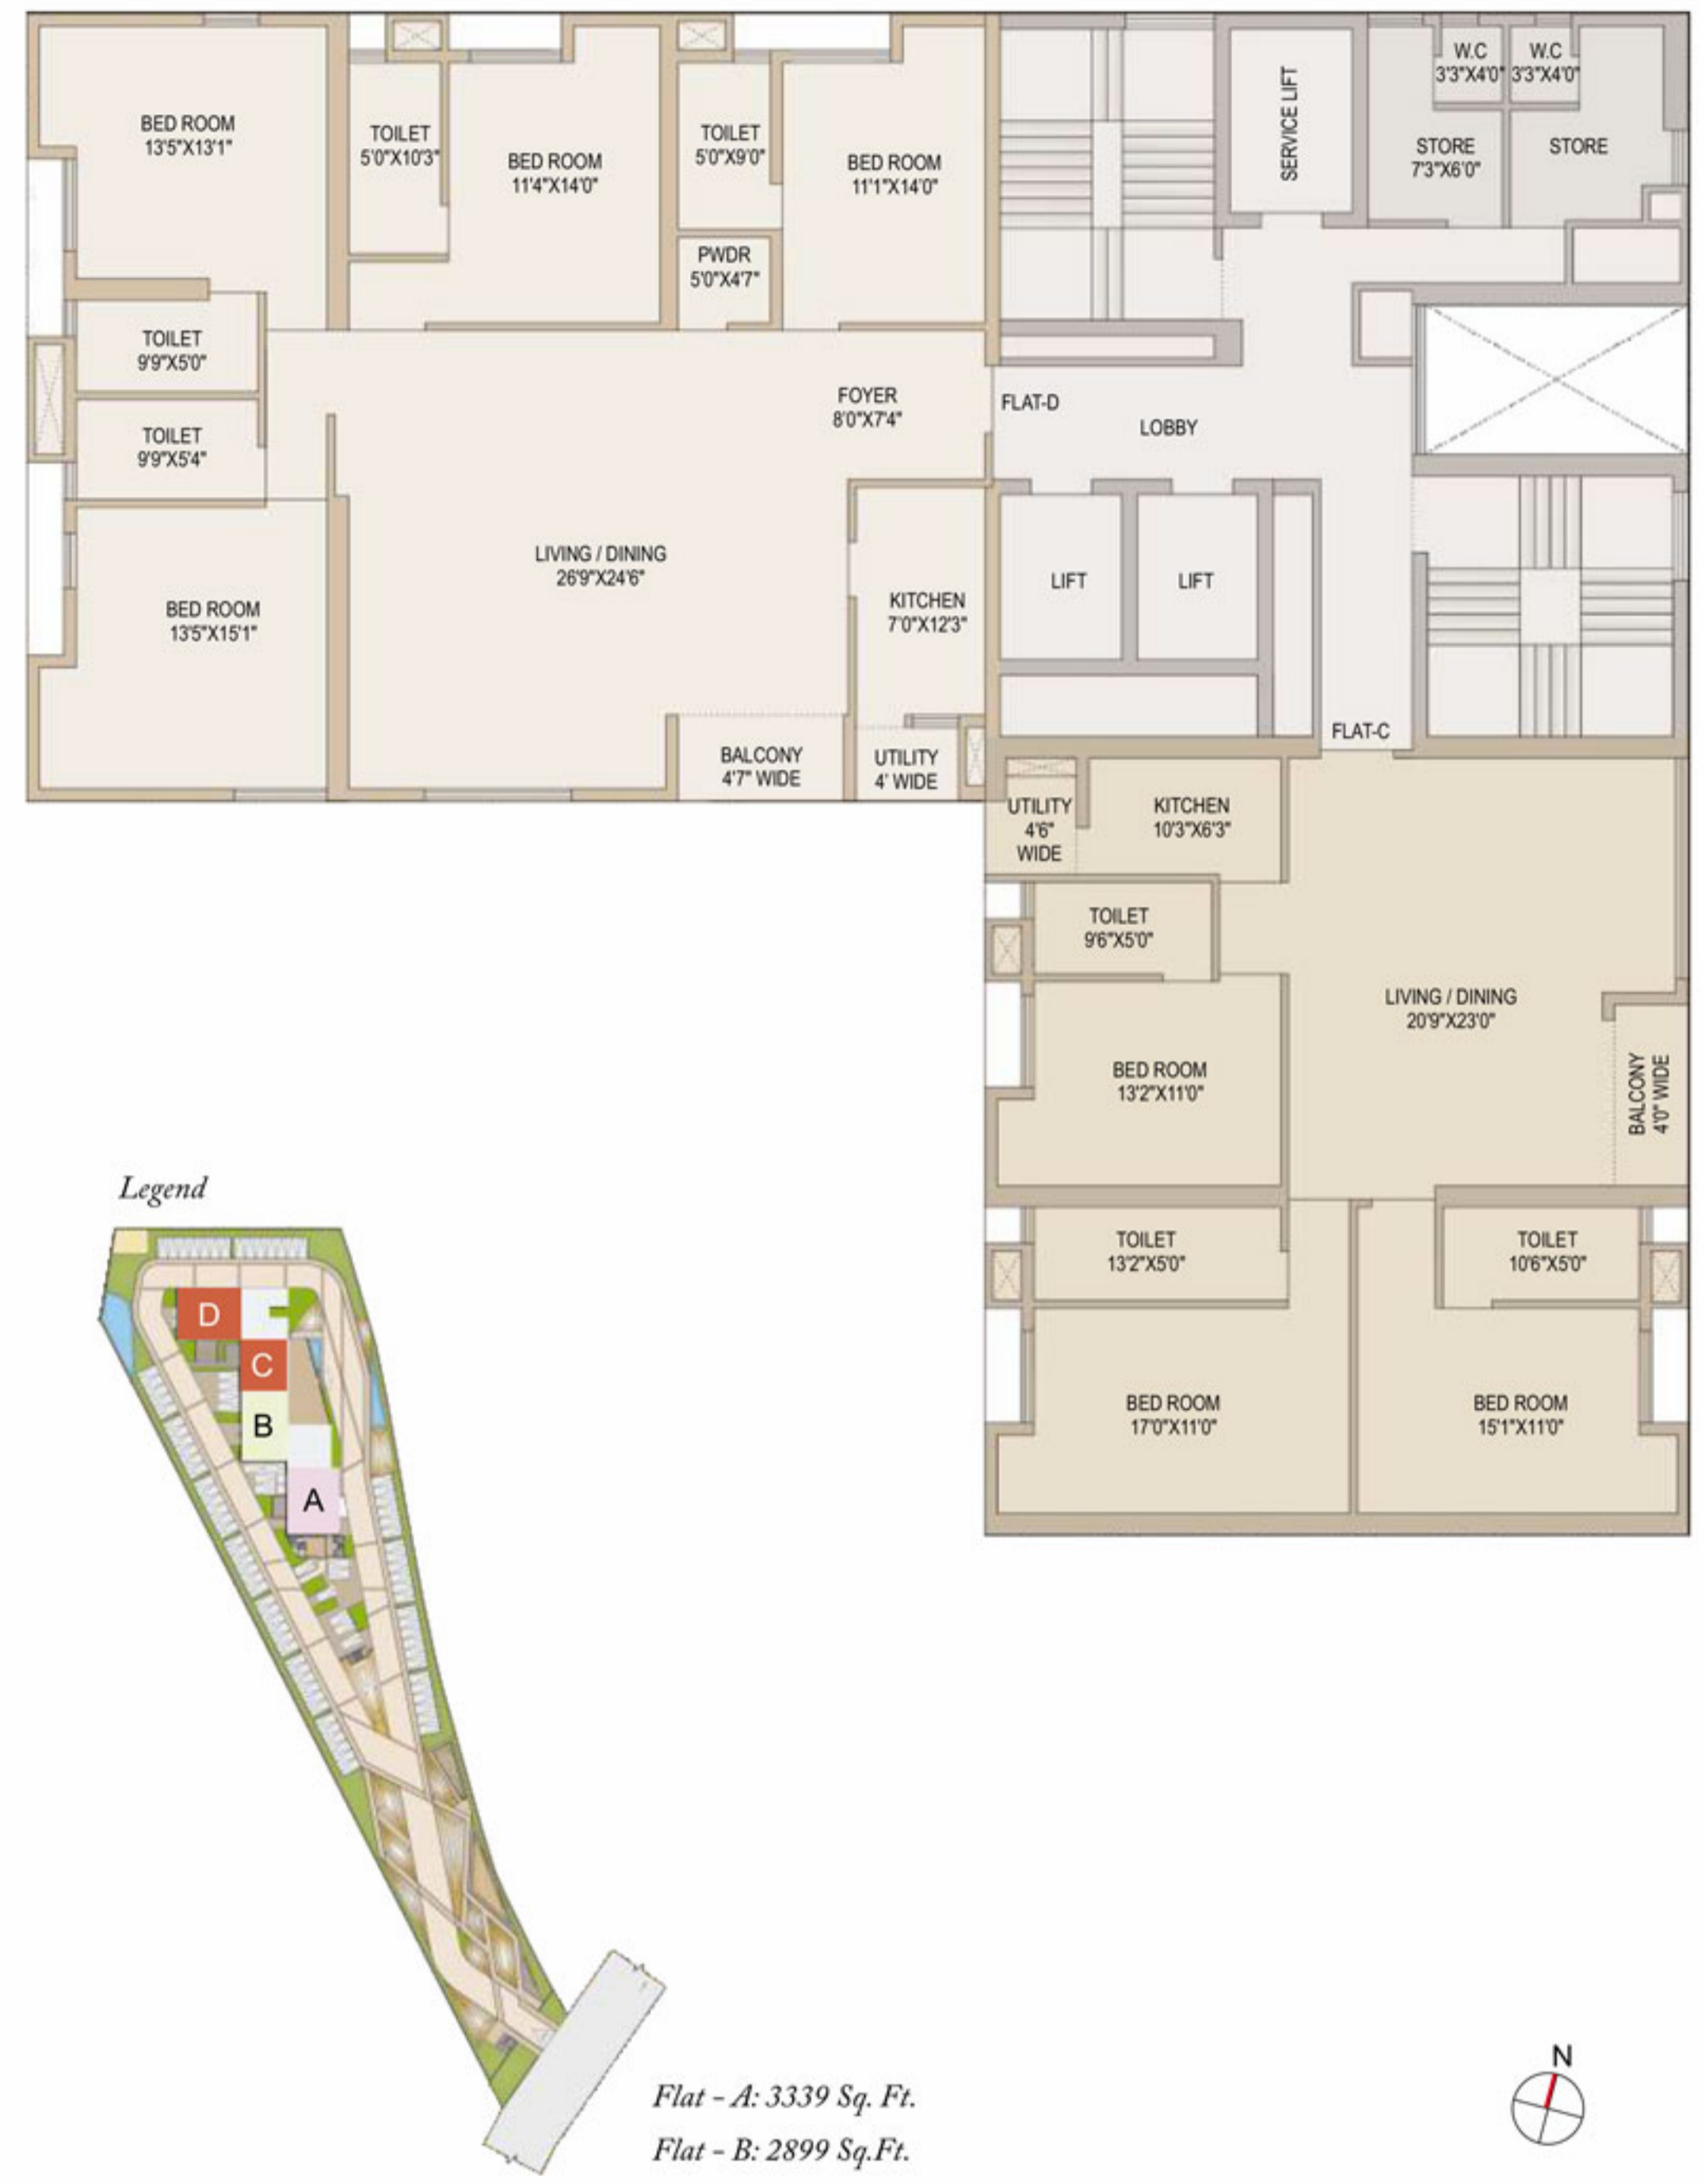 BED ROOM
13'5"X13'1"
TOILET
5'0"X10'3"
BED ROOM
11'4"X14'0"
TOILET
5'0"X9'0"
PWDR
5'0"X4'7"
BED ROOM
11'1"X14'0"
TOILET
9'9"X5'0"
TOILET
9'9"X5'4"
BED ROOM
13'5"X15'1"
FOYER
8'0"X7'4"
LIVING / DINING
26'9"X24'6"
KITCHEN
7'0"X12'3"
BALCONY
4'7" WIDE
UTILITY
4' WIDE
SERVICE LIFT
W.C
3'3"X4'0"
W.C
3'3"X4'0"
STORE
7'3"X6'0"
STORE
FLAT-D
LOBBY
LIFT
LIFT
FLAT-C
UTILITY
4'6"
WIDE
KITCHEN
10'3"X6'3"
TOILET
9'6"X5'0"
LIVING / DINING
20'9"X23'0"
BED ROOM
13'2"X11'0"
BALCONY
4'0" WIDE
TOILET
13'2"X5'0"
TOILET
10'6"X5'0"
BED ROOM
17'0"X11'0"
BED ROOM
15'1"X11'0"
Legend
D
C
B
A
Flat - A: 3339 Sq. Ft.
Flat - B: 2899 Sq.Ft.
N